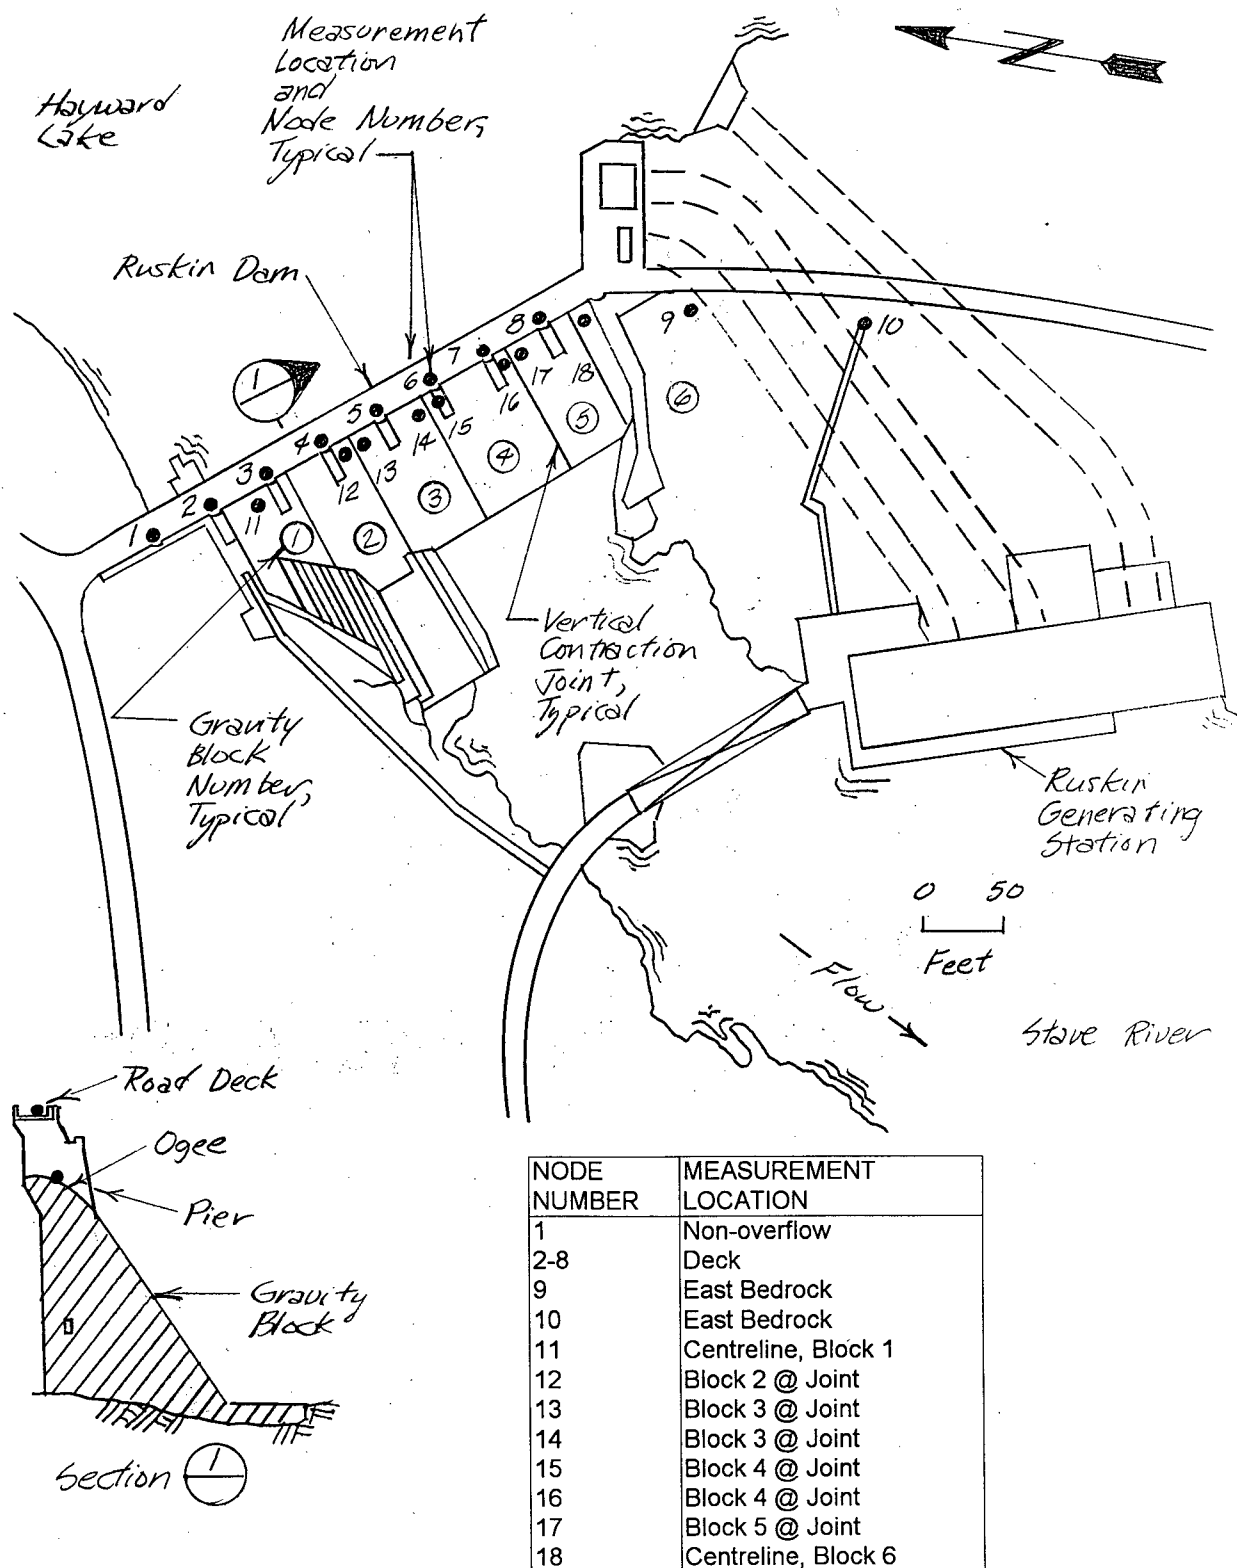 Measurement
Location
and
Node Number,
Typical
Hayward
Lake
N
Ruskin Dam
1
1
2
3
4
5
6
7
8
9
10
11
12
13
14
15
16
17
18
1
2
3
4
5
6
Vertical
Contraction
Joint,
Typical
Gravity
Block
Number,
Typical
Ruskin
Generating
Station
0 50
Feet
Flow
Stave River
Road Deck
Ogee
Pier
Gravity
Block
Section 1
NODE MEASUREMENT
NUMBER LOCATION
1 Non-overflow
2-8 Deck
9 East Bedrock
10 East Bedrock
11 Centreline, Block 1
12 Block 2 @ Joint
13 Block 3 @ Joint
14 Block 3 @ Joint
15 Block 4 @ Joint
16 Block 4 @ Joint
17 Block 5 @ Joint
18 Centreline, Block 6